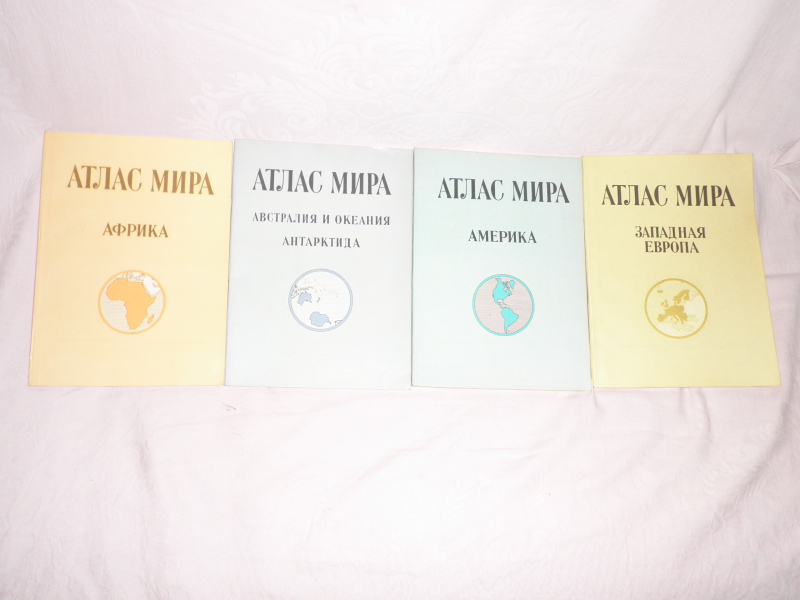 АТЛАС МИРА
АФРИКА
АТЛАС МИРА
АВСТРАЛИЯ И ОКЕАНИЯ
АНТАРКТИДА
АТЛАС МИРА
АМЕРИКА
АТЛАС МИРА
ЗАПАДНАЯ
ЕВРОПА